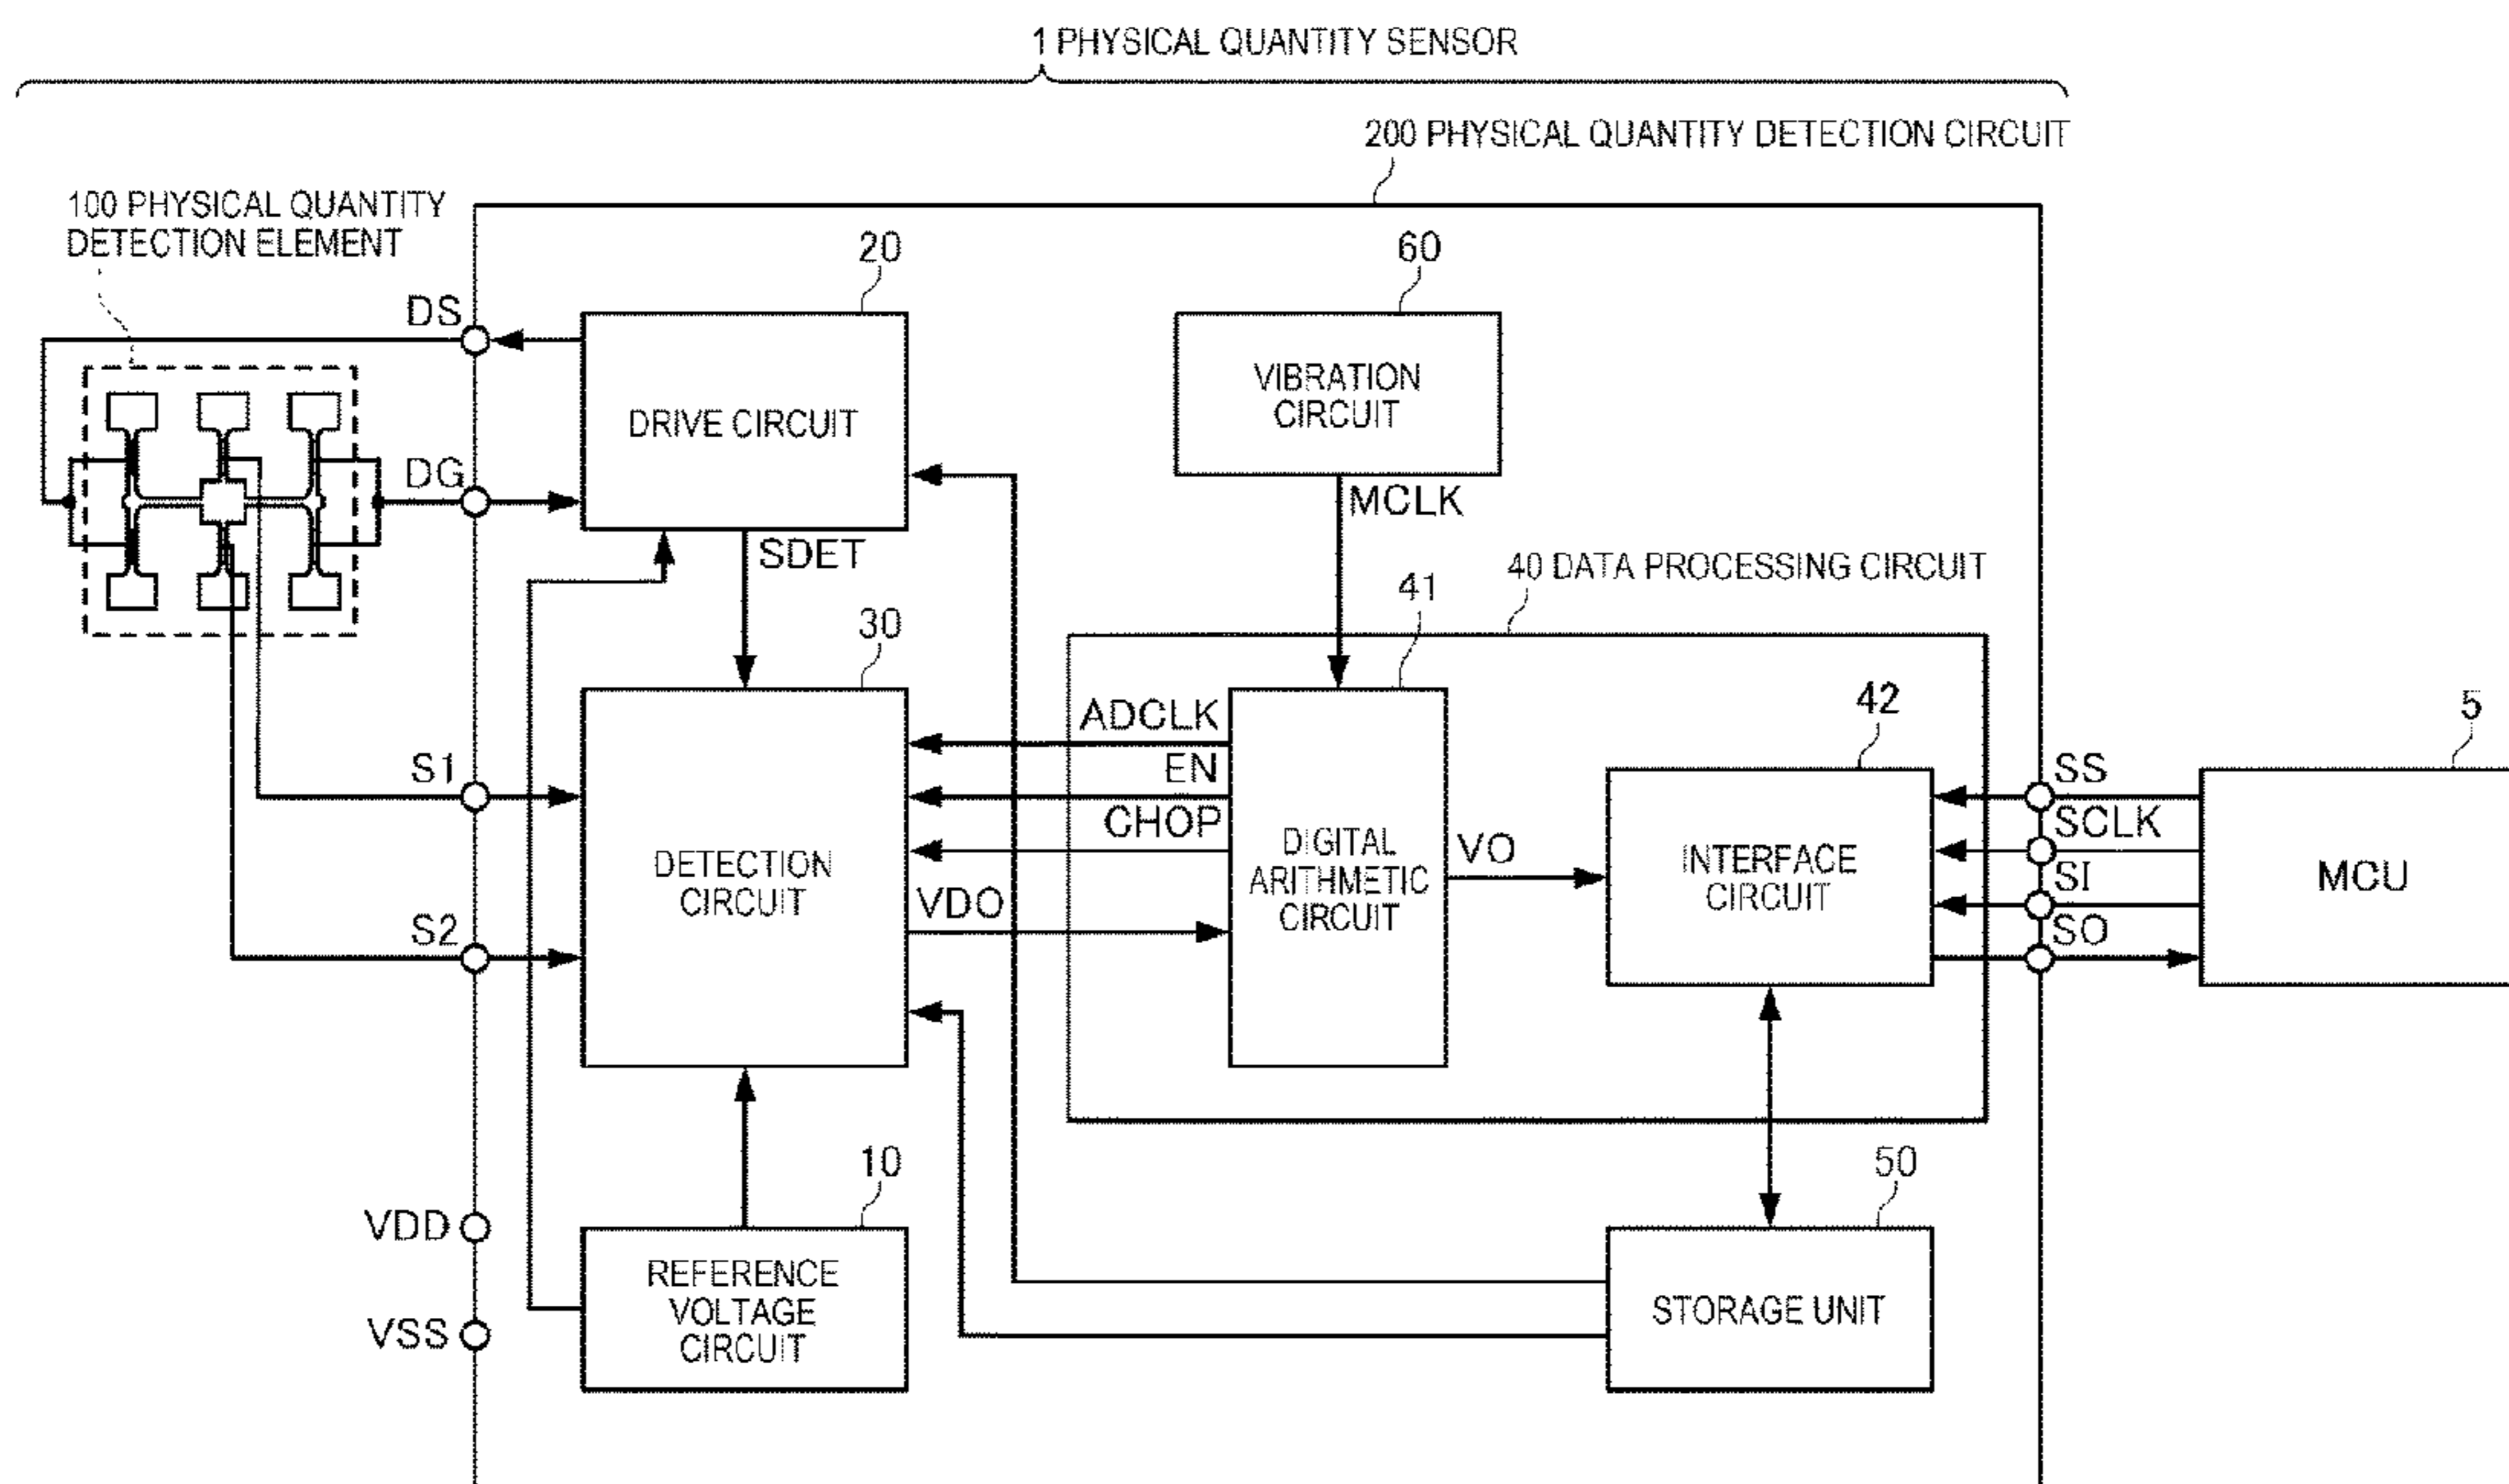 1 PHYSICAL QUANTITY SENSOR
200 PHYSICAL QUANTITY DETECTION CIRCUIT
100 PHYSICAL QUANTITY
DETECTION ELEMENT
20
60
DS
DRIVE CIRCUIT
VIBRATION
CIRCUIT
DG
MCLK
SDET
40 DATA PROCESSING CIRCUIT
41
30
42
5
ADCLK
EN
CHOP
S1
SS
SCLK
SI
SO
DETECTION
CIRCUIT
VDO
DIGITAL
ARITHMETIC
CIRCUIT
VO
INTERFACE
CIRCUIT
MCU
S2
10
50
VDD
VSS
REFERENCE
VOLTAGE
CIRCUIT
STORAGE UNIT